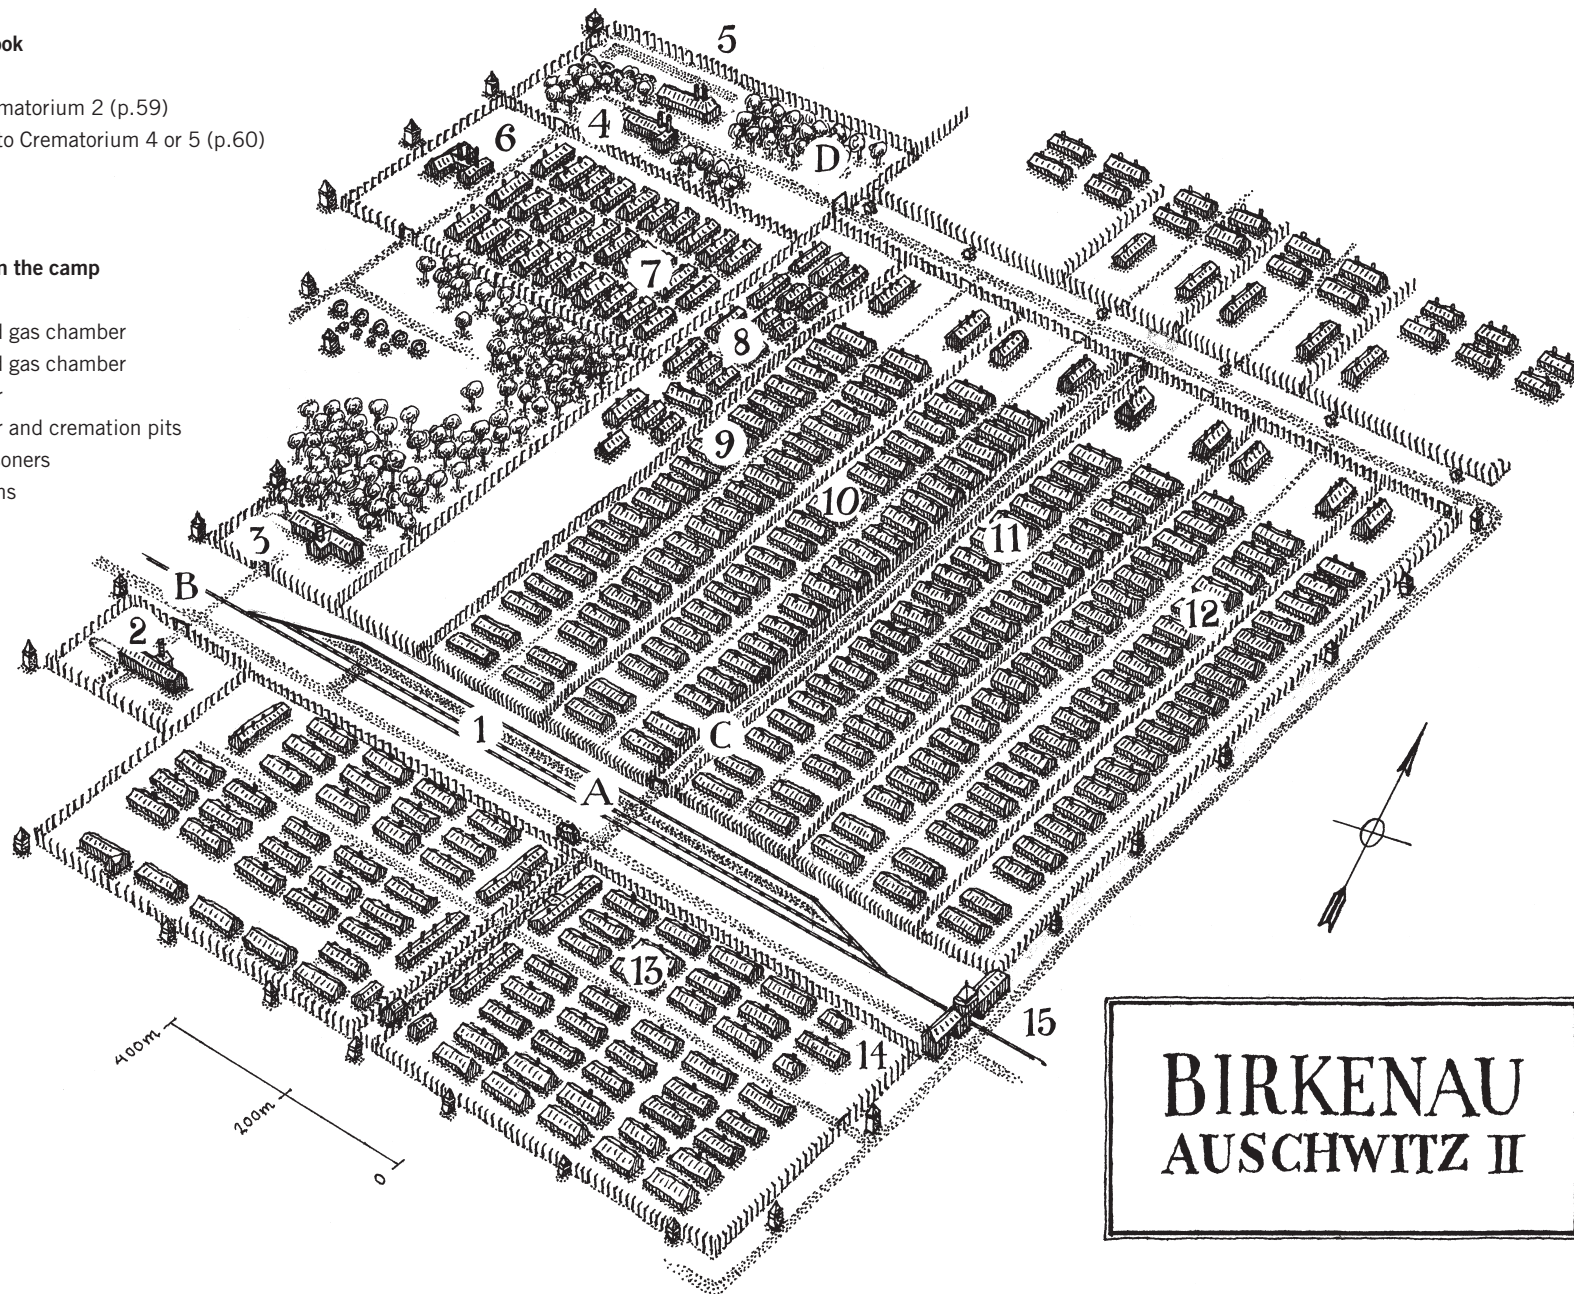 ok
matorium 2 (p.59)
to Crematorium 4 or 5 (p.60)
n the camp
l gas chamber
l gas chamber
r
r and cremation pits
oners
ns
5
4
6
D
7
8
9
10
3
11
B
12
2
1
C
A
13
15
14
400m
200m
0
BIRKENAU
AUSCHWITZ II